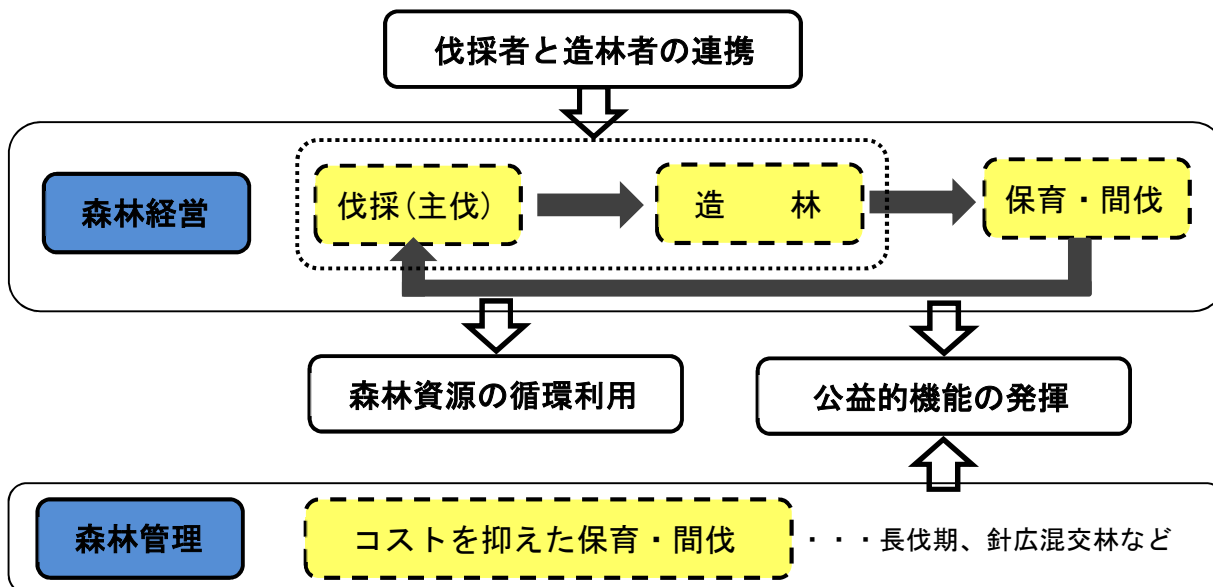 伐採者と造林者の連携
森林経営
伐採(主伐)
造　　林
保育・間伐
森林資源の循環利用
公益的機能の発揮
森林管理
コストを抑えた保育・間伐
・・・長伐期、針広混交林など